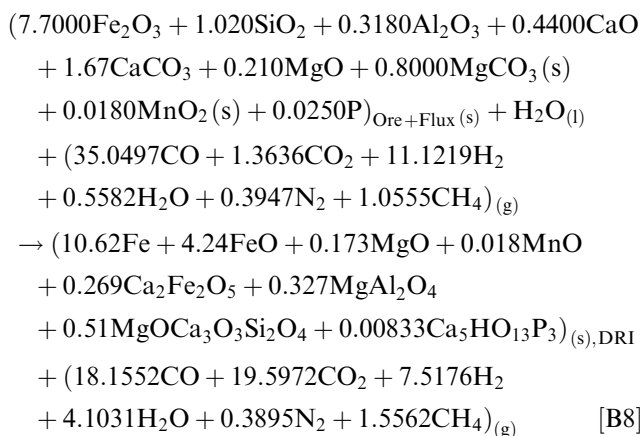 (7.7000Fe₂O₃ + 1.020SiO₂ + 0.3180Al₂O₃ + 0.4400CaO
+ 1.67CaCO₃ + 0.210MgO + 0.8000MgCO₃(s)
+ 0.0180MnO₂(s) + 0.0250P)Ore+Flux (s) + H₂O(l)
+ (35.0497CO + 1.3636CO₂ + 11.1219H₂
+ 0.5582H₂O + 0.3947N₂ + 1.0555CH₄)(g)
→ (10.62Fe + 4.24FeO + 0.173MgO + 0.018MnO
+ 0.269Ca₂Fe₂O₅ + 0.327MgAl₂O₄
+ 0.51MgOCa₃O₃Si₂O₄ + 0.00833Ca₅HO₁₃P₃)(s),DRI
+ (18.1552CO + 19.5972CO₂ + 7.5176H₂
+ 4.1031H₂O + 0.3895N₂ + 1.5562CH₄)(g) [B8]